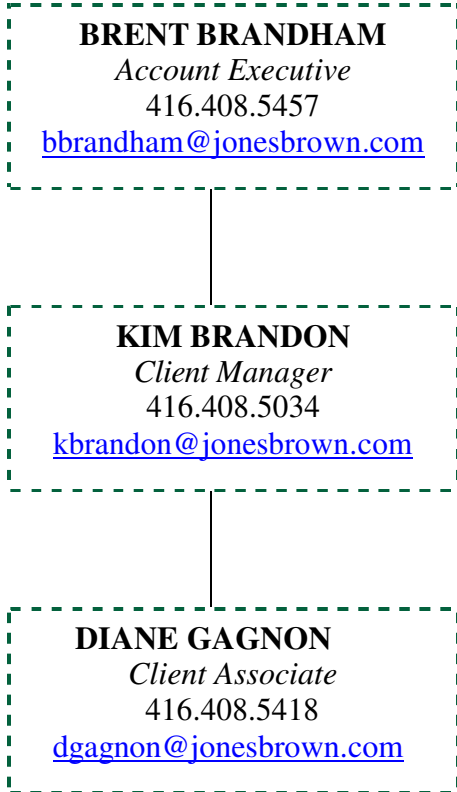 BRENT BRANDHAM
Account Executive
416.408.5457
bbrandham@jonesbrown.com
KIM BRANDON
Client Manager
416.408.5034
kbrandon@jonesbrown.com
DIANE GAGNON
Client Associate
416.408.5418
dgagnon@jonesbrown.com